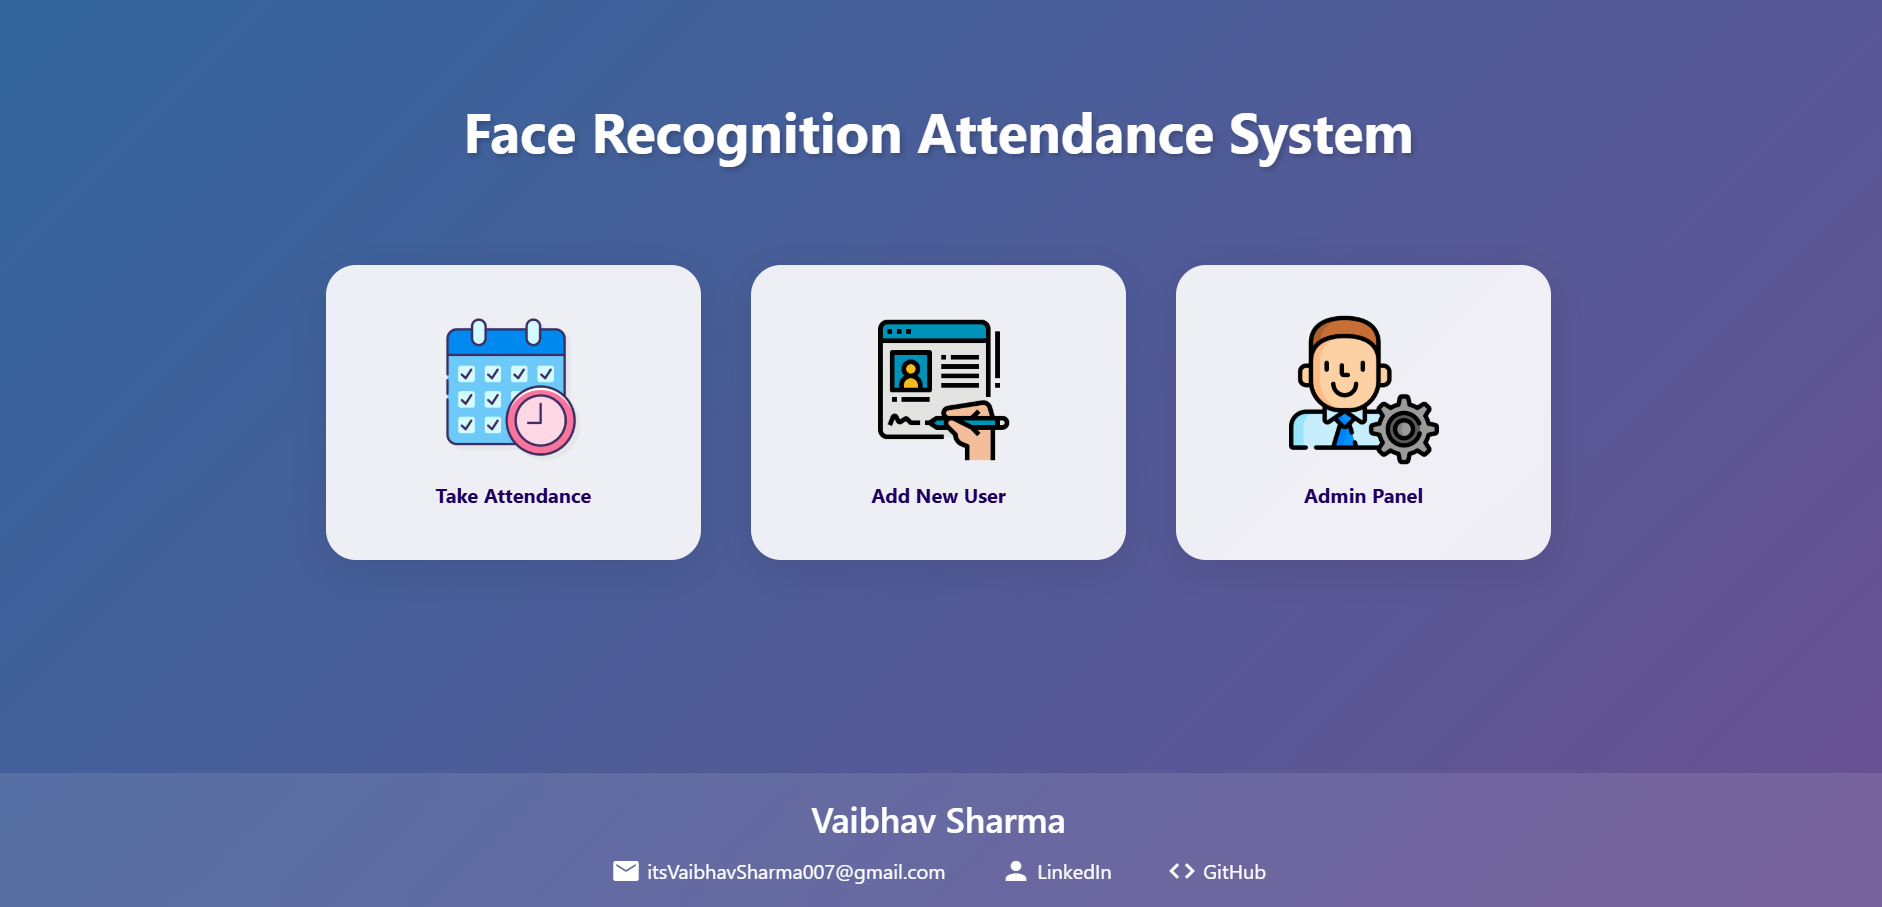 Face Recognition Attendance System
Take Attendance
Add New User
Admin Panel
Vaibhav Sharma
itsVaibhavSharma007@gmail.com LinkedIn GitHub